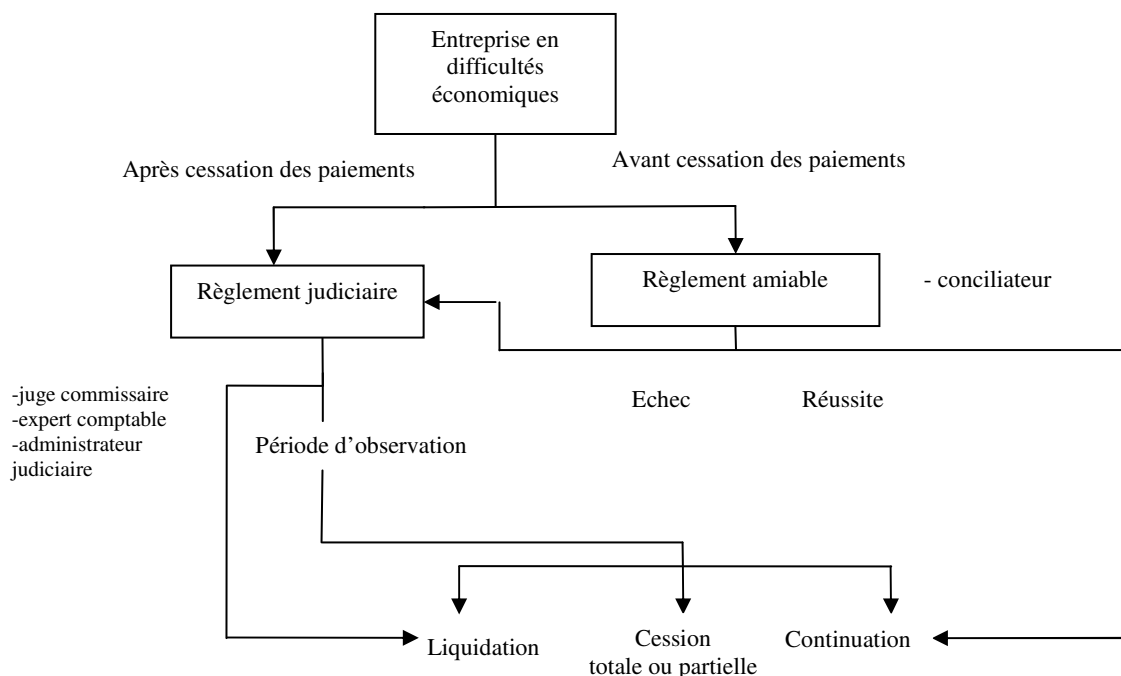 Entreprise en
difficultés
économiques
Après cessation des paiements
Avant cessation des paiements
Règlement judiciaire
Règlement amiable
- conciliateur
-juge commissaire
-expert comptable
-administrateur
judiciaire
Echec
Réussite
Période d’observation
Liquidation
Cession
totale ou partielle
Continuation